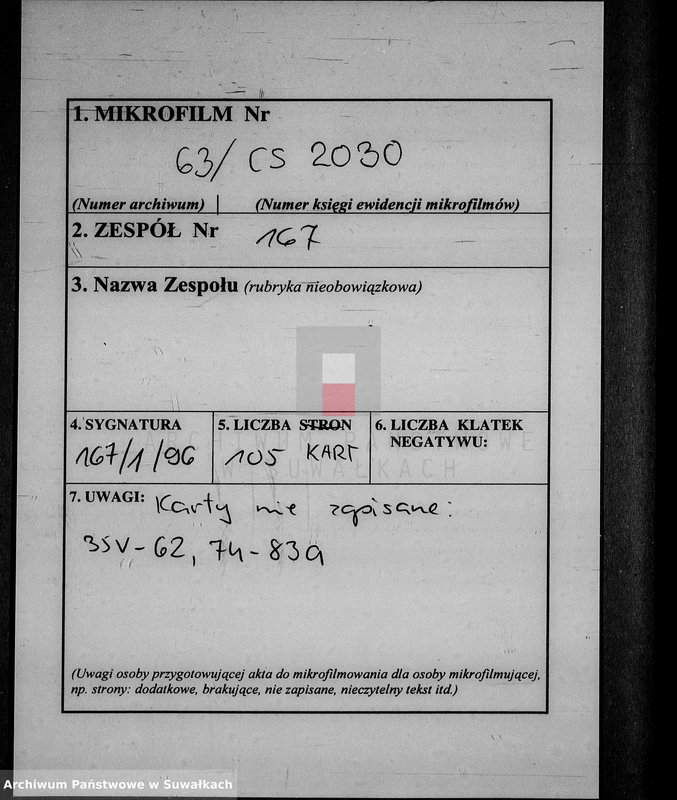 1. MIKROFILM Nr
63/ CS 2030
(Numer archiwum) (Numer księgi ewidencji mikrofilmów)
2. ZESPÓŁ Nr 167
3. Nazwa Zespołu (rubryka nieobowiązkowa)
4. SYGNATURA
167/1/96
5. LICZBA STRON
105 KART
6. LICZBA KLATEK
NEGATYWU:
ARCHIWUM PAŃSTWOWE
W SUWAŁKACH
7. UWAGI: Karty nie zapisane:
35v-62, 74-83a
(Uwagi osoby przygotowującej akta do mikrofilmowania dla osoby mikrofilmującej,
np. strony: dodatkowe, brakujące, nie zapisane, nieczytelny tekst itd.)
Archiwum Państwowe w Suwałkach